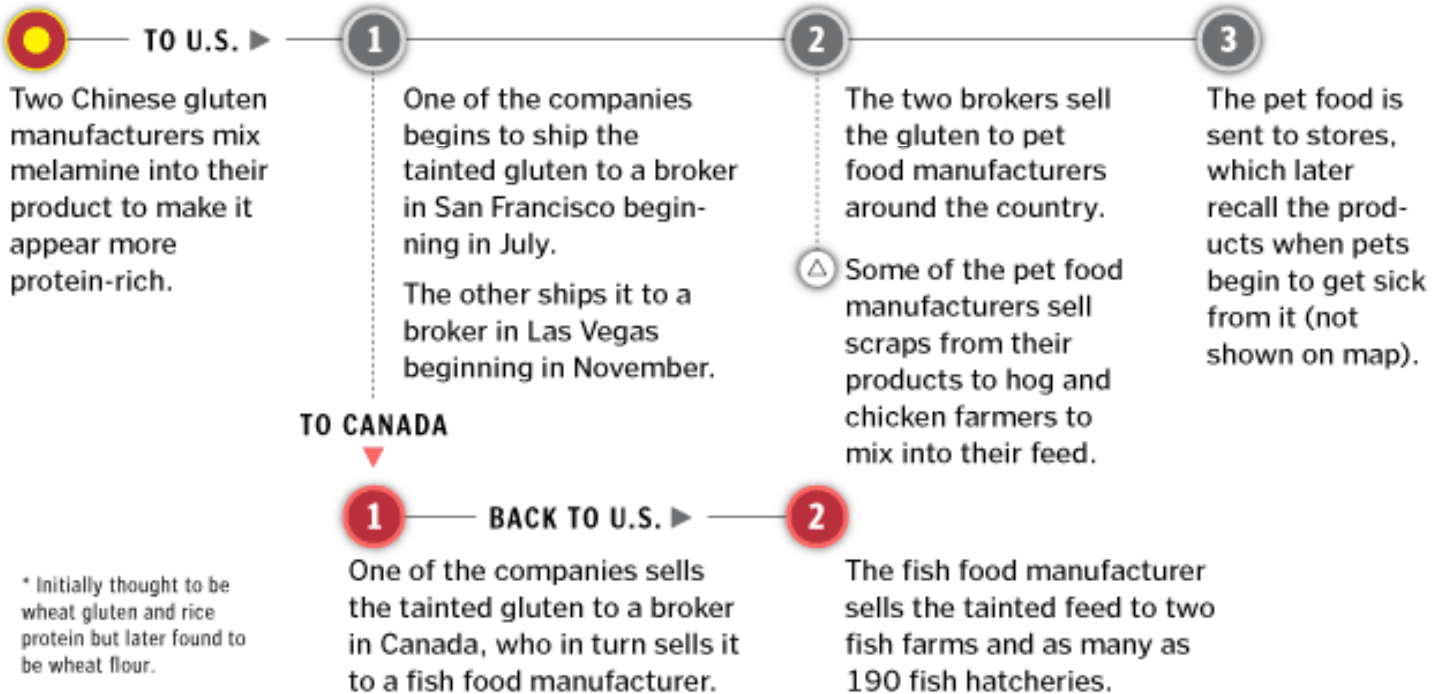 TO U.S. ▶
1
2
3
Two Chinese gluten
manufacturers mix
melamine into their
product to make it
appear more
protein-rich.
One of the companies
begins to ship the
tainted gluten to a broker
in San Francisco begin-
ning in July.
The other ships it to a
broker in Las Vegas
beginning in November.
The two brokers sell
the gluten to pet
food manufacturers
around the country.
Some of the pet food
manufacturers sell
scraps from their
products to hog and
chicken farmers to
mix into their feed.
The pet food is
sent to stores,
which later
recall the prod-
ucts when pets
begin to get sick
from it (not
shown on map).
TO CANADA
1
BACK TO U.S. ▶
2
One of the companies sells
the tainted gluten to a broker
in Canada, who in turn sells it
to a fish food manufacturer.
The fish food manufacturer
sells the tainted feed to two
fish farms and as many as
190 fish hatcheries.
* Initially thought to be
wheat gluten and rice
protein but later found to
be wheat flour.